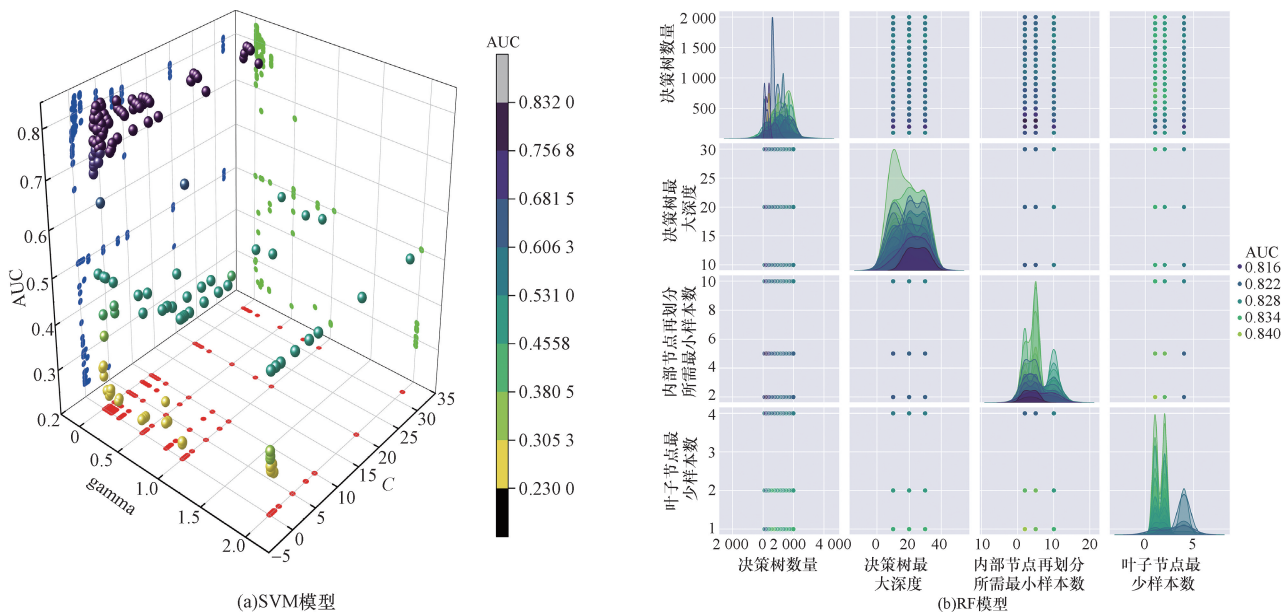 AUC
0.8
0.7
0.6
0.5
0.4
0.3
0.2
0
0.5
1.0
1.5
2.0
gamma
-5
0
5
10
15
20
25
30
35
C
AUC
0.832 0
0.756 8
0.681 5
0.606 3
0.531 0
0.4558
0.380 5
0.305 3
0.230 0
(a)SVM模型
决策树数量
2 000
1 500
1 000
500
决策树最
大深度
30
25
20
15
10
内部节点再划分
所需最小样本数
10
8
6
4
2
叶子节点最
少样本数
4
3
2
1
2 000 0 2 000 4 000
决策树数量
0 20 40
决策树最
大深度
10 0 10 20
内部节点再划分
所需最小样本数
0 5
叶子节点最
少样本数
AUC
0.816
0.822
0.828
0.834
0.840
(b)RF模型